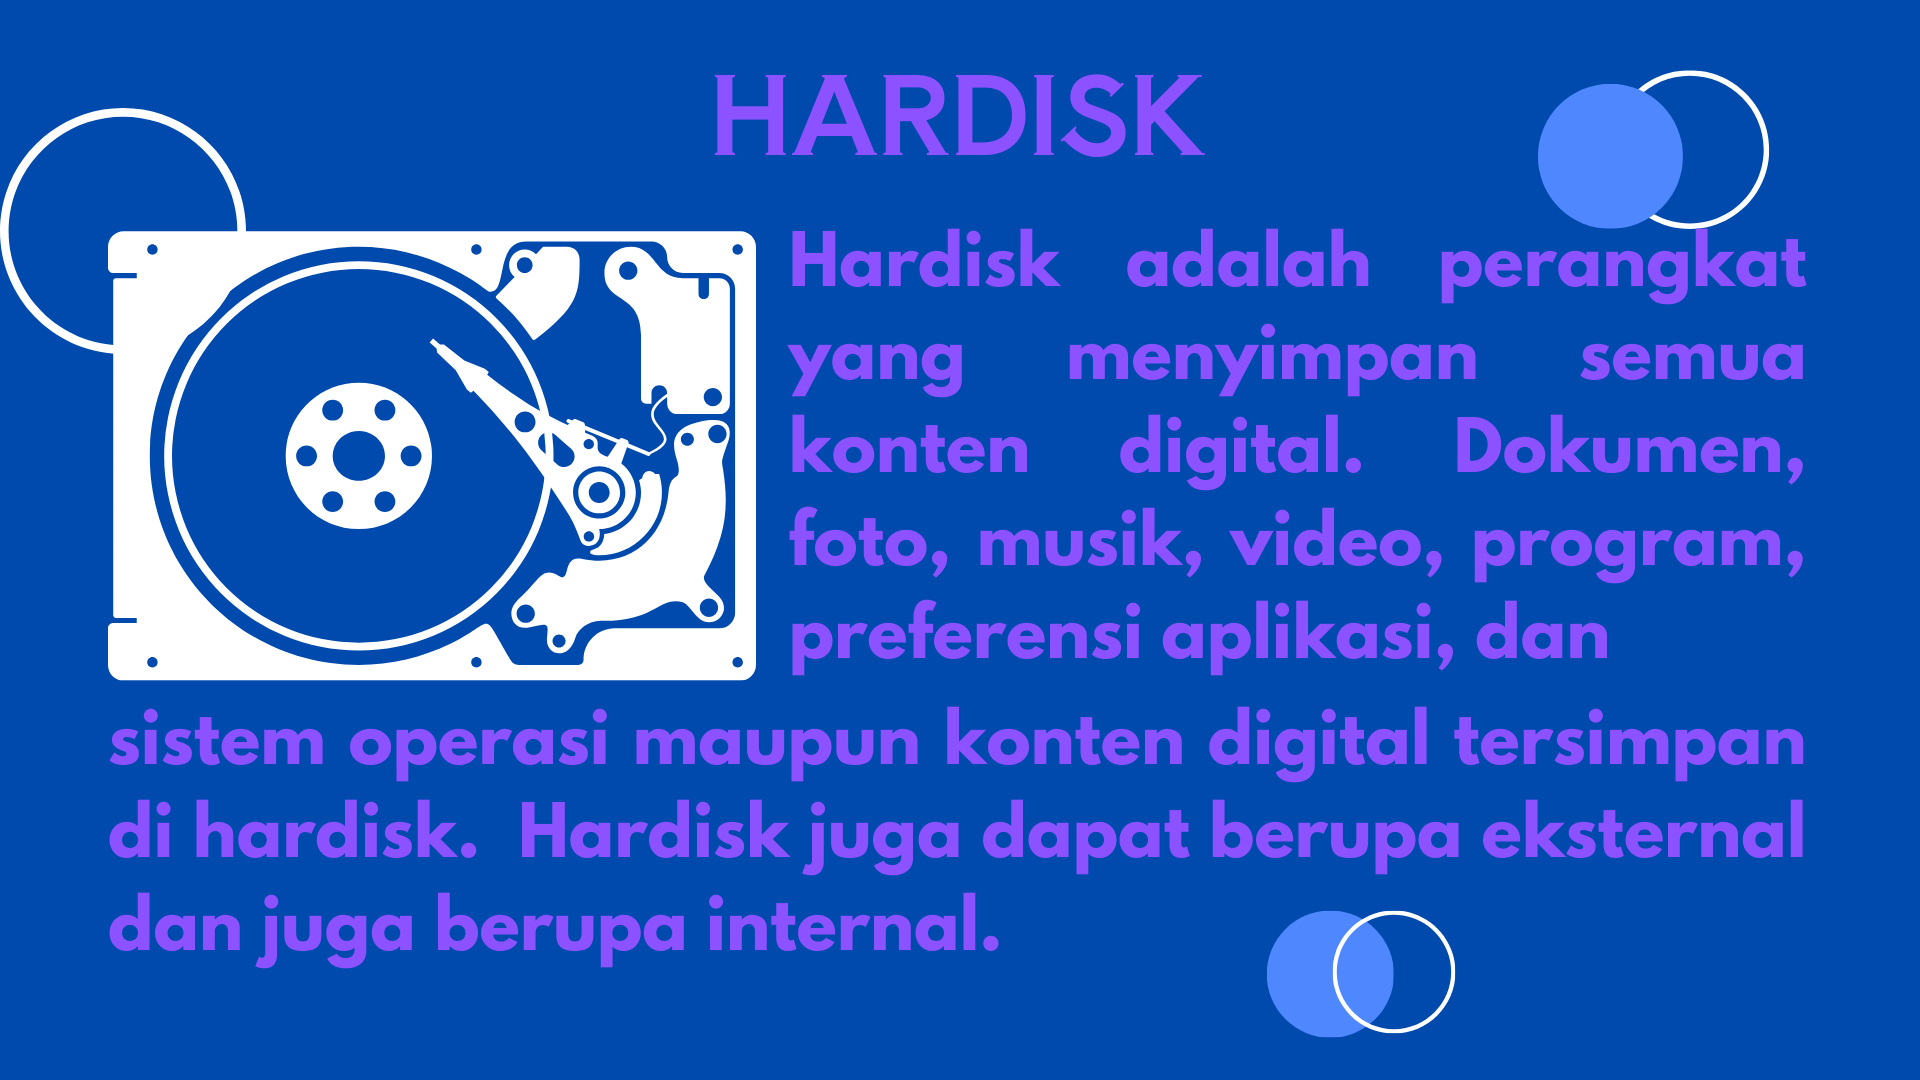 HARDISK
Hardisk adalah perangkat
yang menyimpan semua
konten digital. Dokumen,
foto, musik, video, program,
preferensi aplikasi, dan
sistem operasi maupun konten digital tersimpan
di hardisk. Hardisk juga dapat berupa eksternal
dan juga berupa internal.